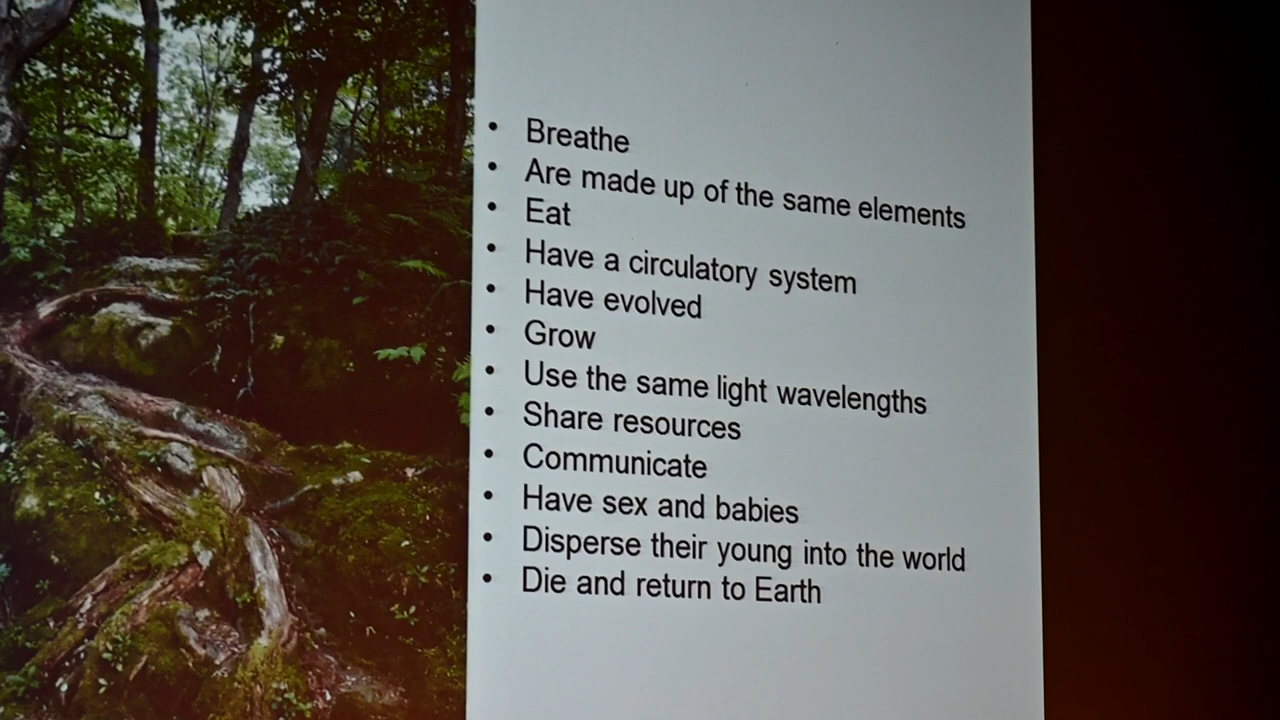 • Breathe
• Are made up of the same elements
• Eat
• Have a circulatory system
• Have evolved
• Grow
• Use the same light wavelengths
• Share resources
• Communicate
• Have sex and babies
• Disperse their young into the world
• Die and return to Earth